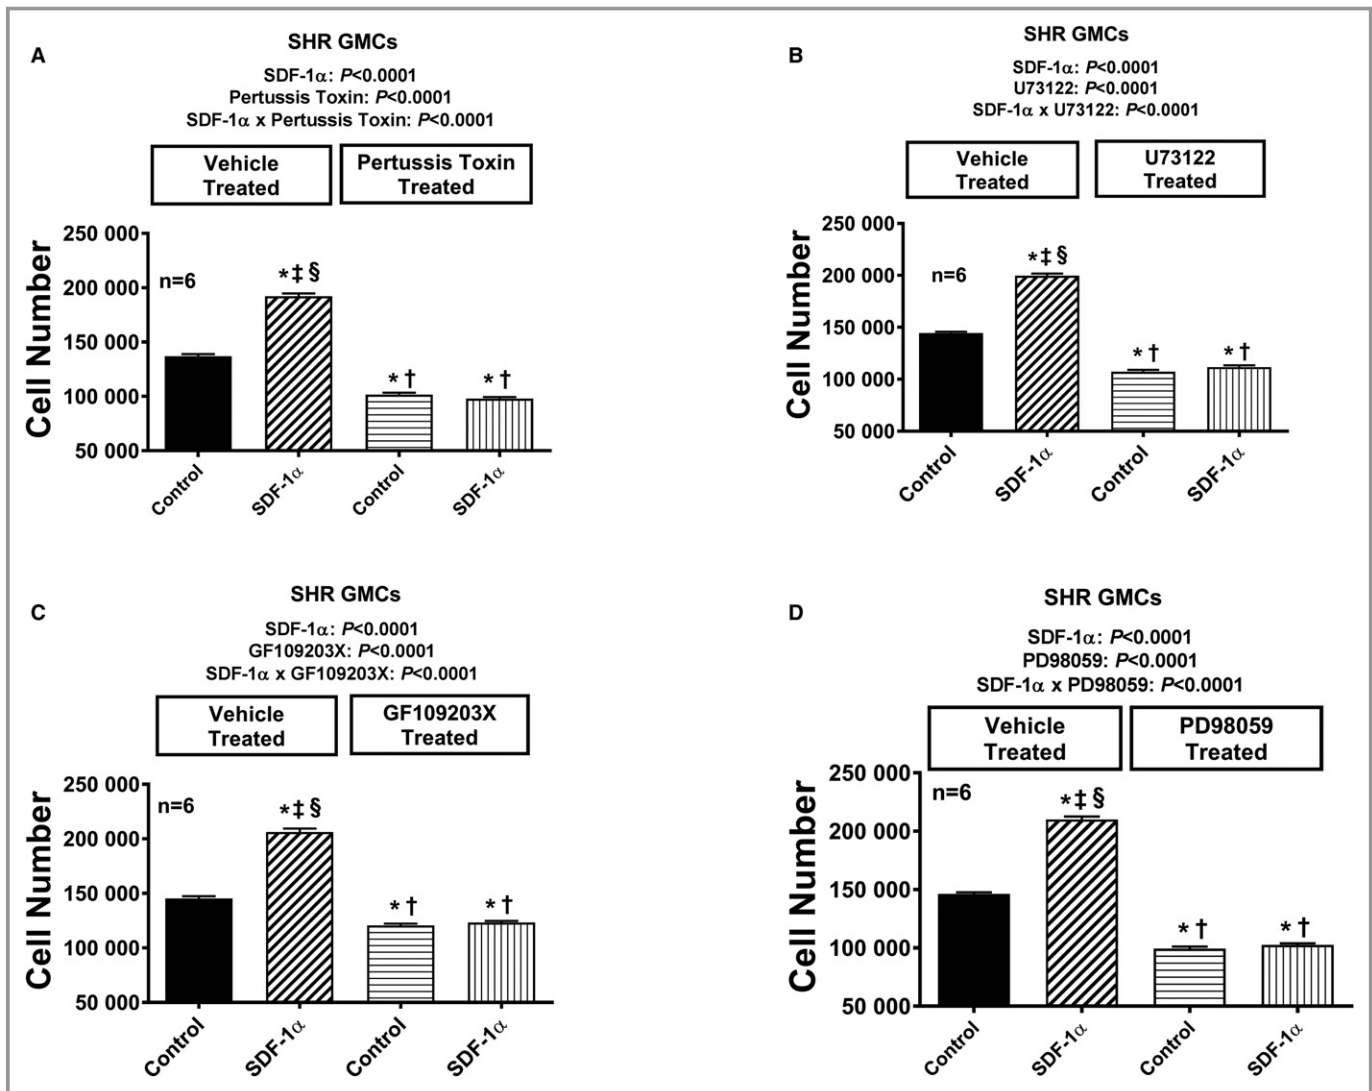 A
SHR GMCs
SDF-1α: P<0.0001
Pertussis Toxin: P<0.0001
SDF-1α x Pertussis Toxin: P<0.0001
Vehicle
Treated
Pertussis Toxin
Treated
250 000
200 000
150 000
100 000
50 000
Cell Number
n=6
*‡§
*†
*†
Control
SDF-1α
Control
SDF-1α
B
SHR GMCs
SDF-1α: P<0.0001
U73122: P<0.0001
SDF-1α x U73122: P<0.0001
Vehicle
Treated
U73122
Treated
250 000
200 000
150 000
100 000
50 000
Cell Number
n=6
*‡§
*†
*†
Control
SDF-1α
Control
SDF-1α
C
SHR GMCs
SDF-1α: P<0.0001
GF109203X: P<0.0001
SDF-1α x GF109203X: P<0.0001
Vehicle
Treated
GF109203X
Treated
250 000
200 000
150 000
100 000
50 000
Cell Number
n=6
*‡§
*†
*†
Control
SDF-1α
Control
SDF-1α
D
SHR GMCs
SDF-1α: P<0.0001
PD98059: P<0.0001
SDF-1α x PD98059: P<0.0001
Vehicle
Treated
PD98059
Treated
250 000
200 000
150 000
100 000
50 000
Cell Number
n=6
*‡§
*†
*†
Control
SDF-1α
Control
SDF-1α